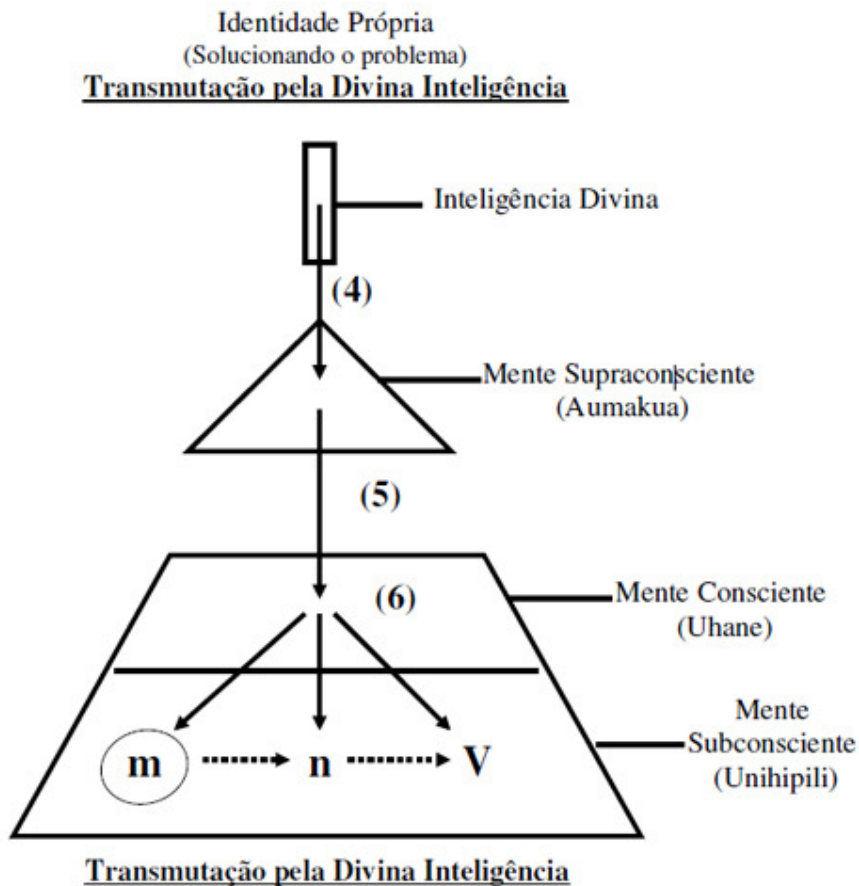 Identidade Própria
(Solucionando o problema)
Transmutação pela Divina Inteligência
Inteligência Divina
(4)
Mente Supraconsciente
(Aumakua)
(5)
(6)
Mente Consciente
(Uhane)
Mente
Subconsciente
(Unihipili)
m
n
V
Transmutação pela Divina Inteligência